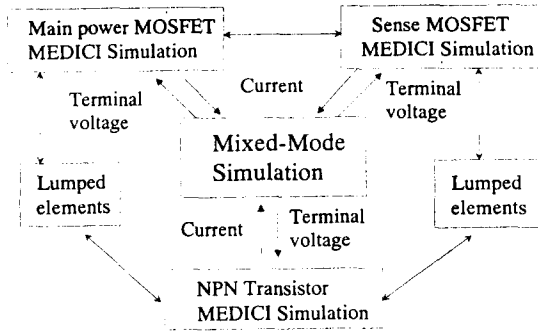 Main power MOSFET
MEDICI Simulation
Sense MOSFET
MEDICI Simulation
Current
Terminal
voltage
Terminal
voltage
Mixed-Mode
Simulation
Lumped
elements
Lumped
elements
Current
Terminal
voltage
NPN Transistor
MEDICI Simulation